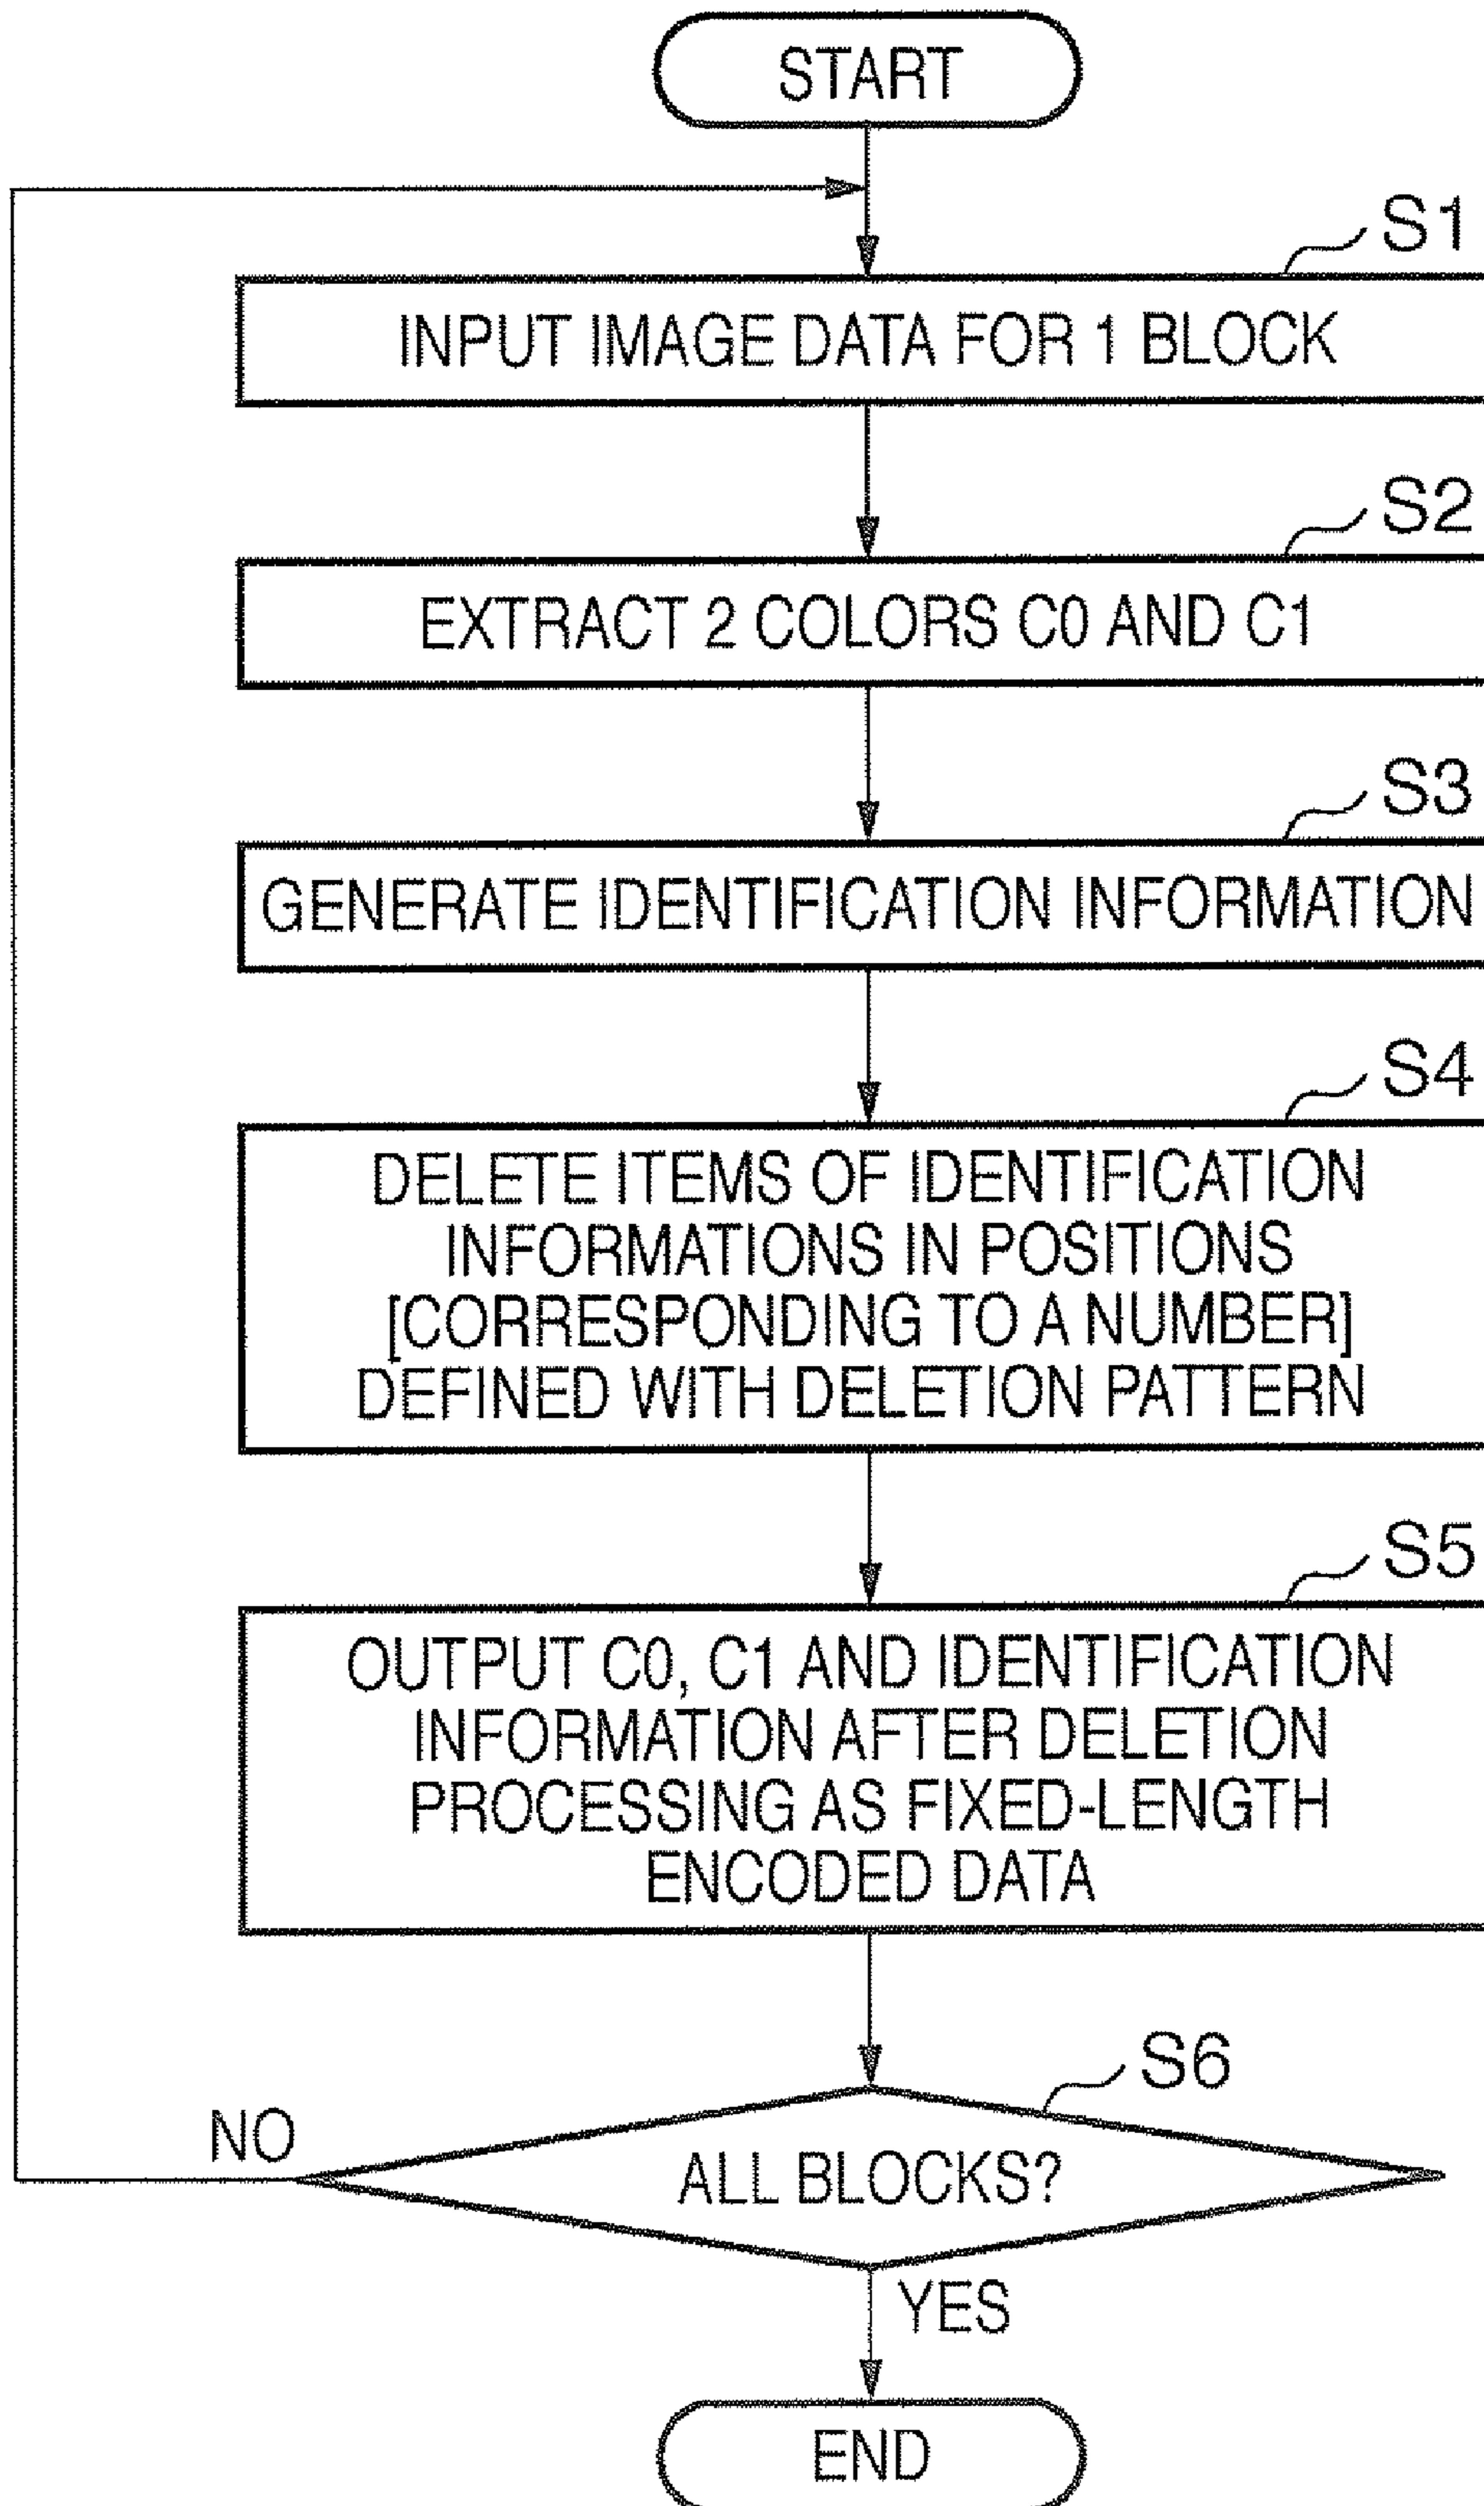 START
S1
INPUT IMAGE DATA FOR 1 BLOCK
S2
EXTRACT 2 COLORS C0 AND C1
S3
GENERATE IDENTIFICATION INFORMATION
S4
DELETE ITEMS OF IDENTIFICATION
INFORMATIONS IN POSITIONS
[CORRESPONDING TO A NUMBER]
DEFINED WITH DELETION PATTERN
S5
OUTPUT C0, C1 AND IDENTIFICATION
INFORMATION AFTER DELETION
PROCESSING AS FIXED-LENGTH
ENCODED DATA
S6
NO
ALL BLOCKS?
YES
END